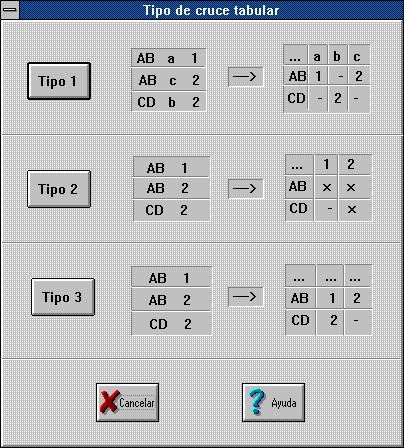 Tipo de cruce tabular
Tipo 1
AB a 1
AB c 2
CD b 2
-->
... a b c
AB 1 - 2
CD - 2 -
Tipo 2
AB 1
AB 2
CD 2
-->
... 1 2
AB × ×
CD - ×
Tipo 3
AB 1
AB 2
CD 2
-->
... ... ...
AB 1 2
CD 2 -
Cancelar
? Ayuda